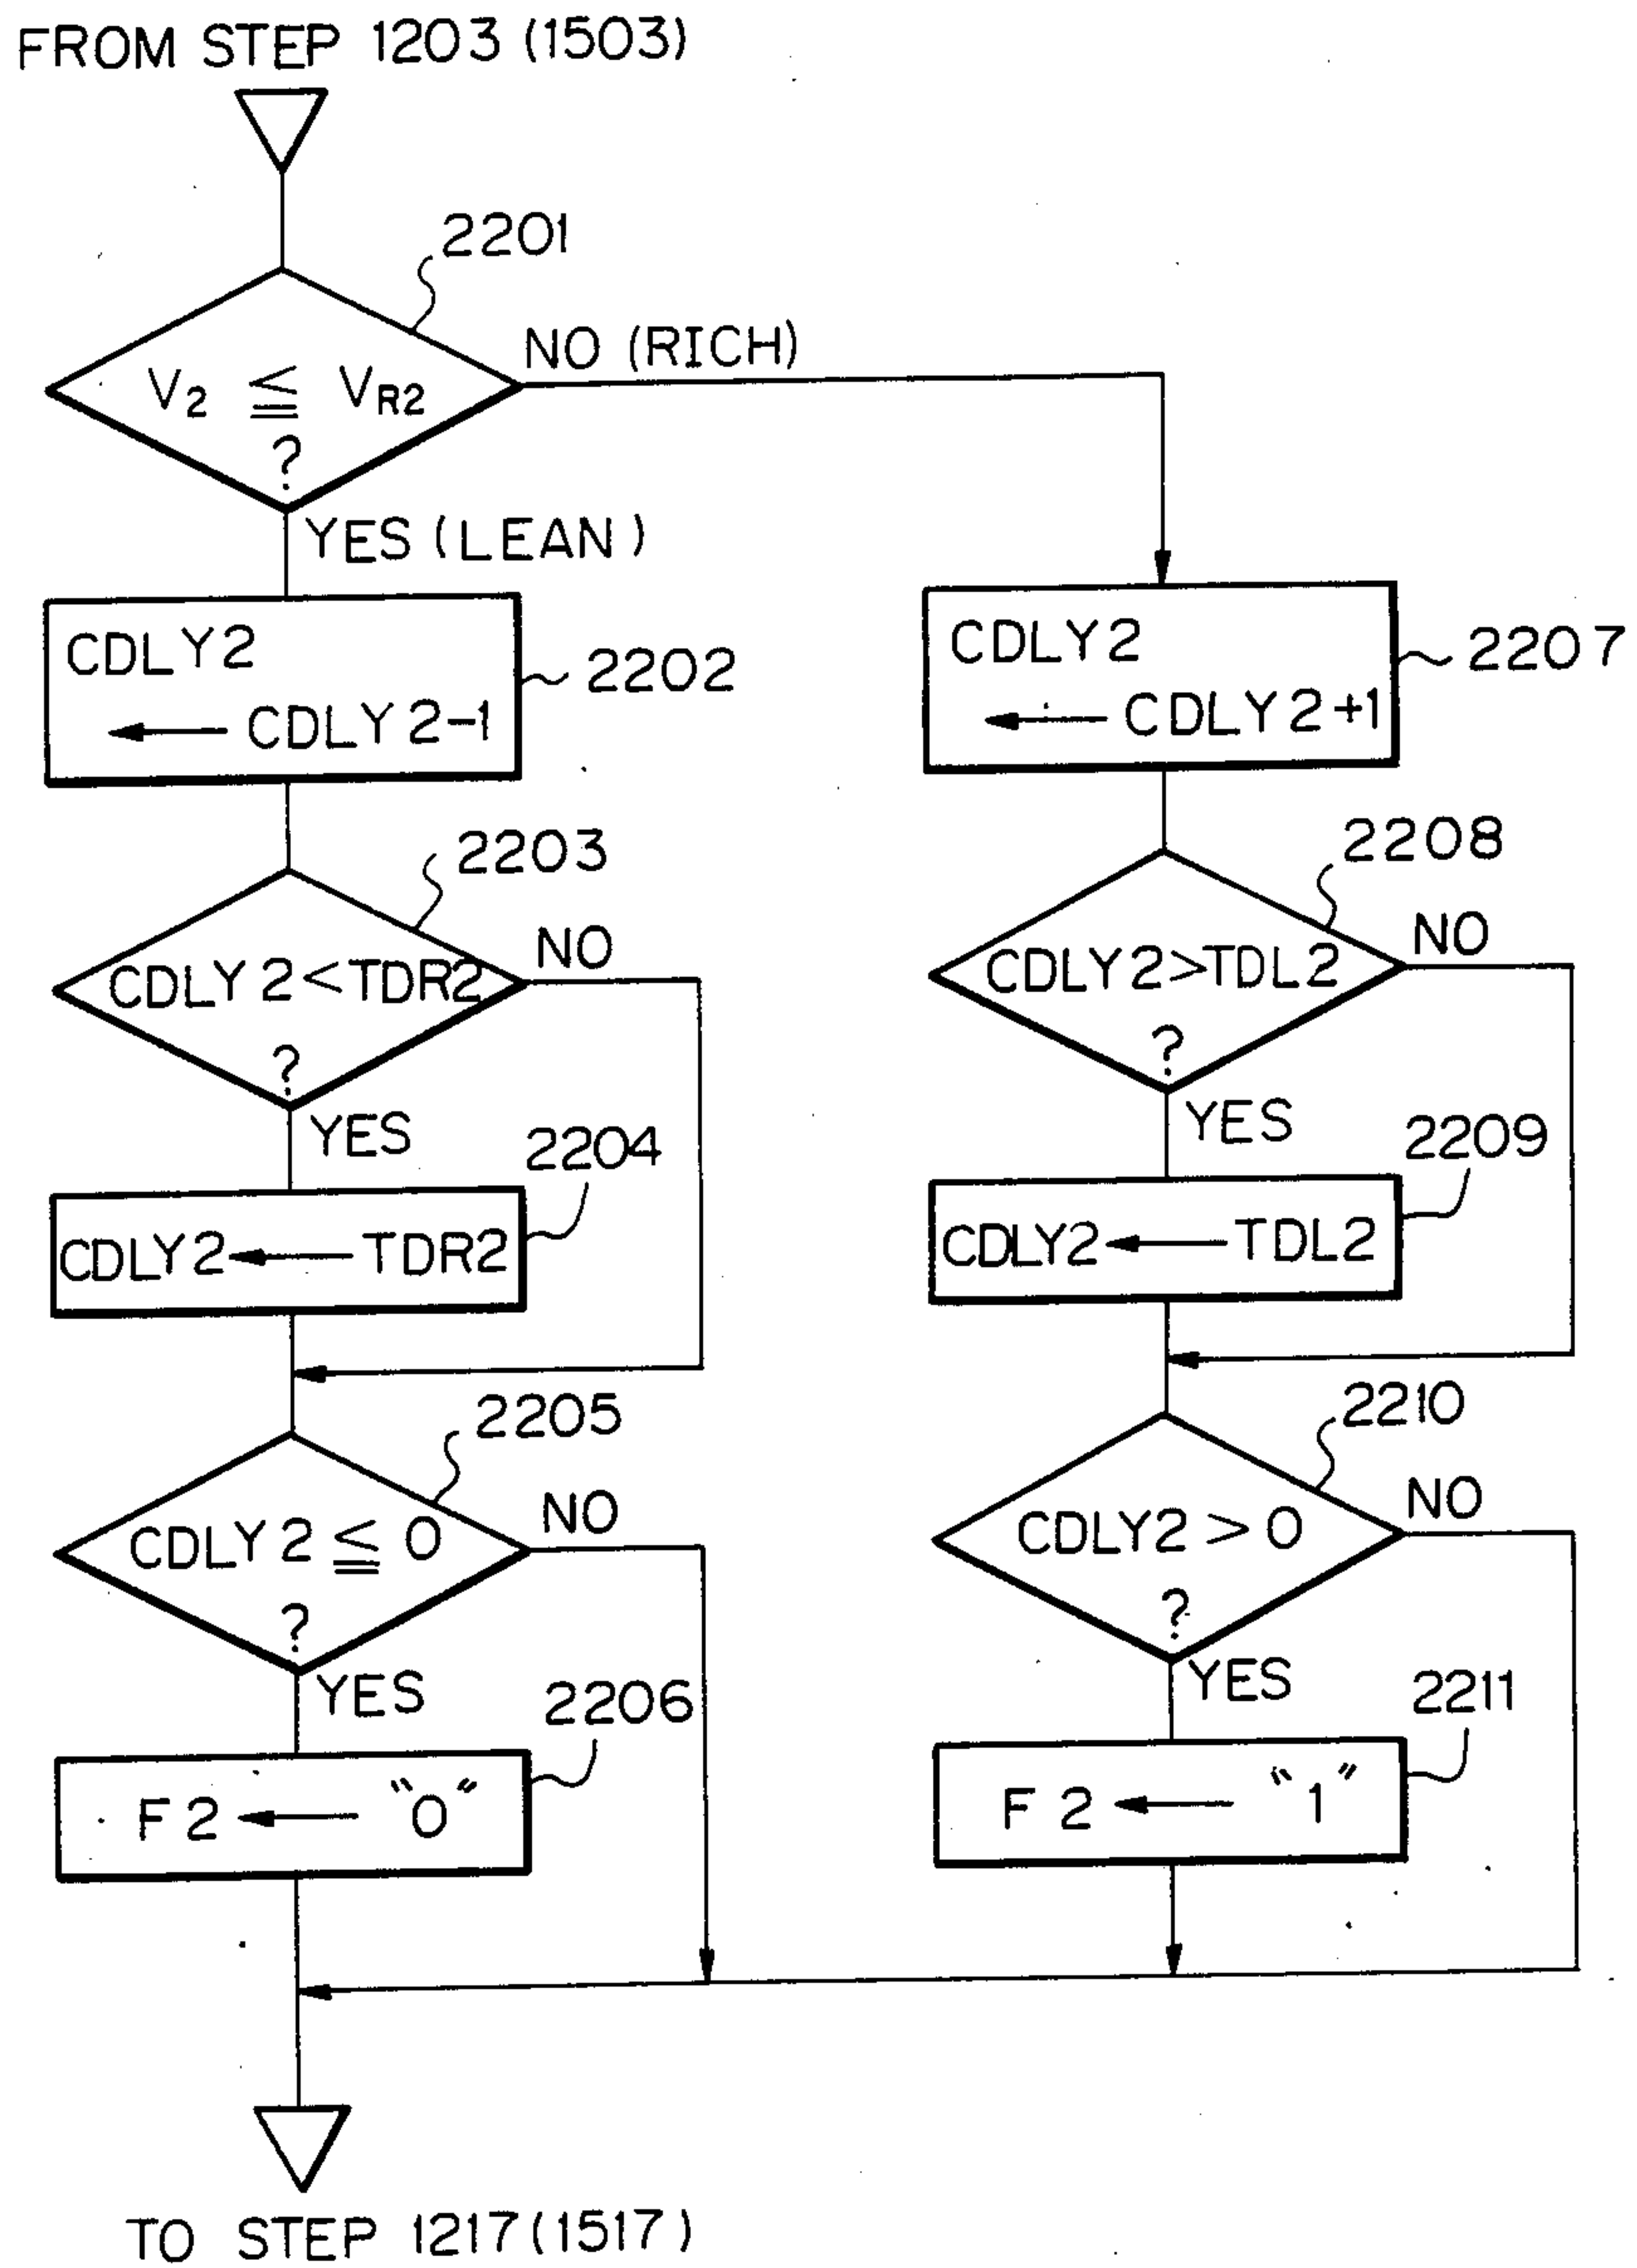 FROM STEP 1203 (1503)
2201
V2 ≦ VR2
?
NO (RICH)
YES (LEAN)
CDLY2
← CDLY2-1
2202
2203
CDLY2<TDR2
?
NO
YES
2204
CDLY2 ← TDR2
2205
CDLY2 ≦ 0
?
NO
YES
2206
F2 ← "0"
CDLY2
← CDLY2+1
2207
2208
CDLY2>TDL2
?
NO
YES
2209
CDLY2 ← TDL2
2210
CDLY2 > 0
?
NO
YES
2211
F2 ← "1"
TO STEP 1217(1517)